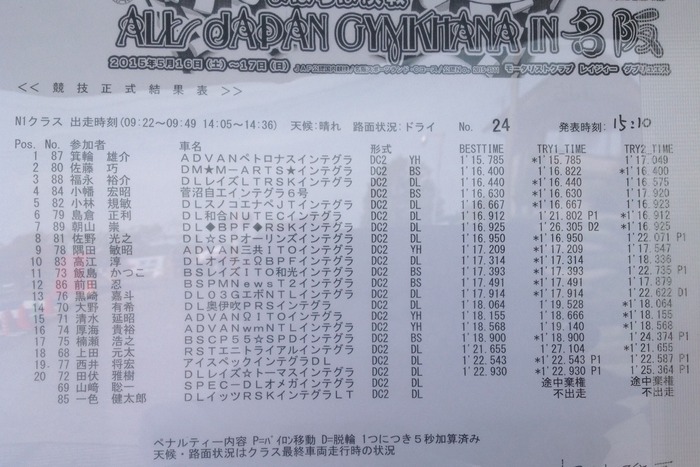 ALL JAPAN GYMKHANA IN 名阪
2015年5月16日(土)~17日(日)
<< 競技正式結果表 >>
N1クラス 出走時刻(09:22~09:49 14:05~14:36) 天候:晴れ 路面状況:ドライ No. 24 発表時刻: 15:10
Pos. No. 参加者 車名 形式 BESTTIME TRY1_TIME TRY2_TIME
1 87 箕輪 雄介 ADVANペトロナスインテグラ DC2 YH 1'15.785 *1'15.785 1'17.049
2 80 佐藤 巧 DM★M-ARTS★インテグラ DC2 BS 1'16.400 1'16.822 *1'16.400
3 88 福永 裕介 DLレイズLTRSKインテグラ DC2 DL 1'16.440 *1'16.440 1'16.575
4 84 小幡 宏昭 菅沼自工インテグラ6号 DC2 BS 1'16.630 *1'16.630 1'17.920
5 82 小林 規敏 DLスノコエナペJTインテグラ DC2 DL 1'16.667 *1'16.667 1'16.923
6 79 島倉 正利 DL和合NUTECインテグラ DC2 DL 1'16.912 1'21.802 P1 *1'16.912
7 89 朝山 崇 DL◆BPF◆RSKインテグラ DC2 DL 1'16.925 1'26.305 D2 *1'16.925
8 81 佐野 光之 DL☆PSオーリンズインテグラ DC2 DL 1'16.950 *1'16.950 1'22.071 P1
9 78 隅田 敏昭 ADVAN三共ITOインテグラ DC2 YH 1'17.209 *1'17.209 1'17.547
10 83 高江 淳 DLオイチェΩBPFインテグラ DC2 DL 1'17.314 *1'17.314 1'18.336
11 73 飯島 かつこ BSレイズITO和光インテグラ DC2 BS 1'17.393 *1'17.393 1'22.735 P1
12 86 前田 忍 BSPMNewsT2インテグラ DC2 BS 1'17.491 *1'17.491
13 76 黒崎 嘉斗 DL03エボNTLインテグラ DC2 DL 1'17.914 *1'17.914 1'22.622 D1
14 70 大野 有希 DL奥伊吹PRSインテグラ DC2 DL 1'18.064 1'19.528 *1'18.064
15 71 清水 延昭 ADVANΩITOインテグラ DC2 YH 1'18.155 1'18.666 *1'18.155
16 74 厚海 貴裕 ADVANwmNTLインテグラ DC2 YH 1'18.568 1'19.140 *1'18.568
17 75 楠瀬 浩之 BSCP55☆SPDインテグラ DC2 BS 1'18.900 *1'18.900 1'24.374 P1
18 68 上田 元太 RSTEニトライアルインテグラ DC2 DL 1'21.655 1'27.104 *1'21.655
19 77 西井 将宏 アイスペックインテグラDL DC2 DL 1'22.543 *1'22.543 P1 1'22.587 P1
20 72 田伏 雅樹 DLレイズ☆トーマスインテグラ DC2 DL 1'22.930 *1'22.930 P1 1'25.364 P1
69 山崎 聡一 SPEC-DLオメガインテグラ DC2 DL 途中棄権 途中棄権
85 一色 健太郎 DLイッツRSKインテグラLT DC2 DL 不出走 不出走
ペナルティー内容 P=パイロン移動 D=脱輪 1つにつき5秒加算済み
天候・路面状況はクラス最終車両走行時の状況